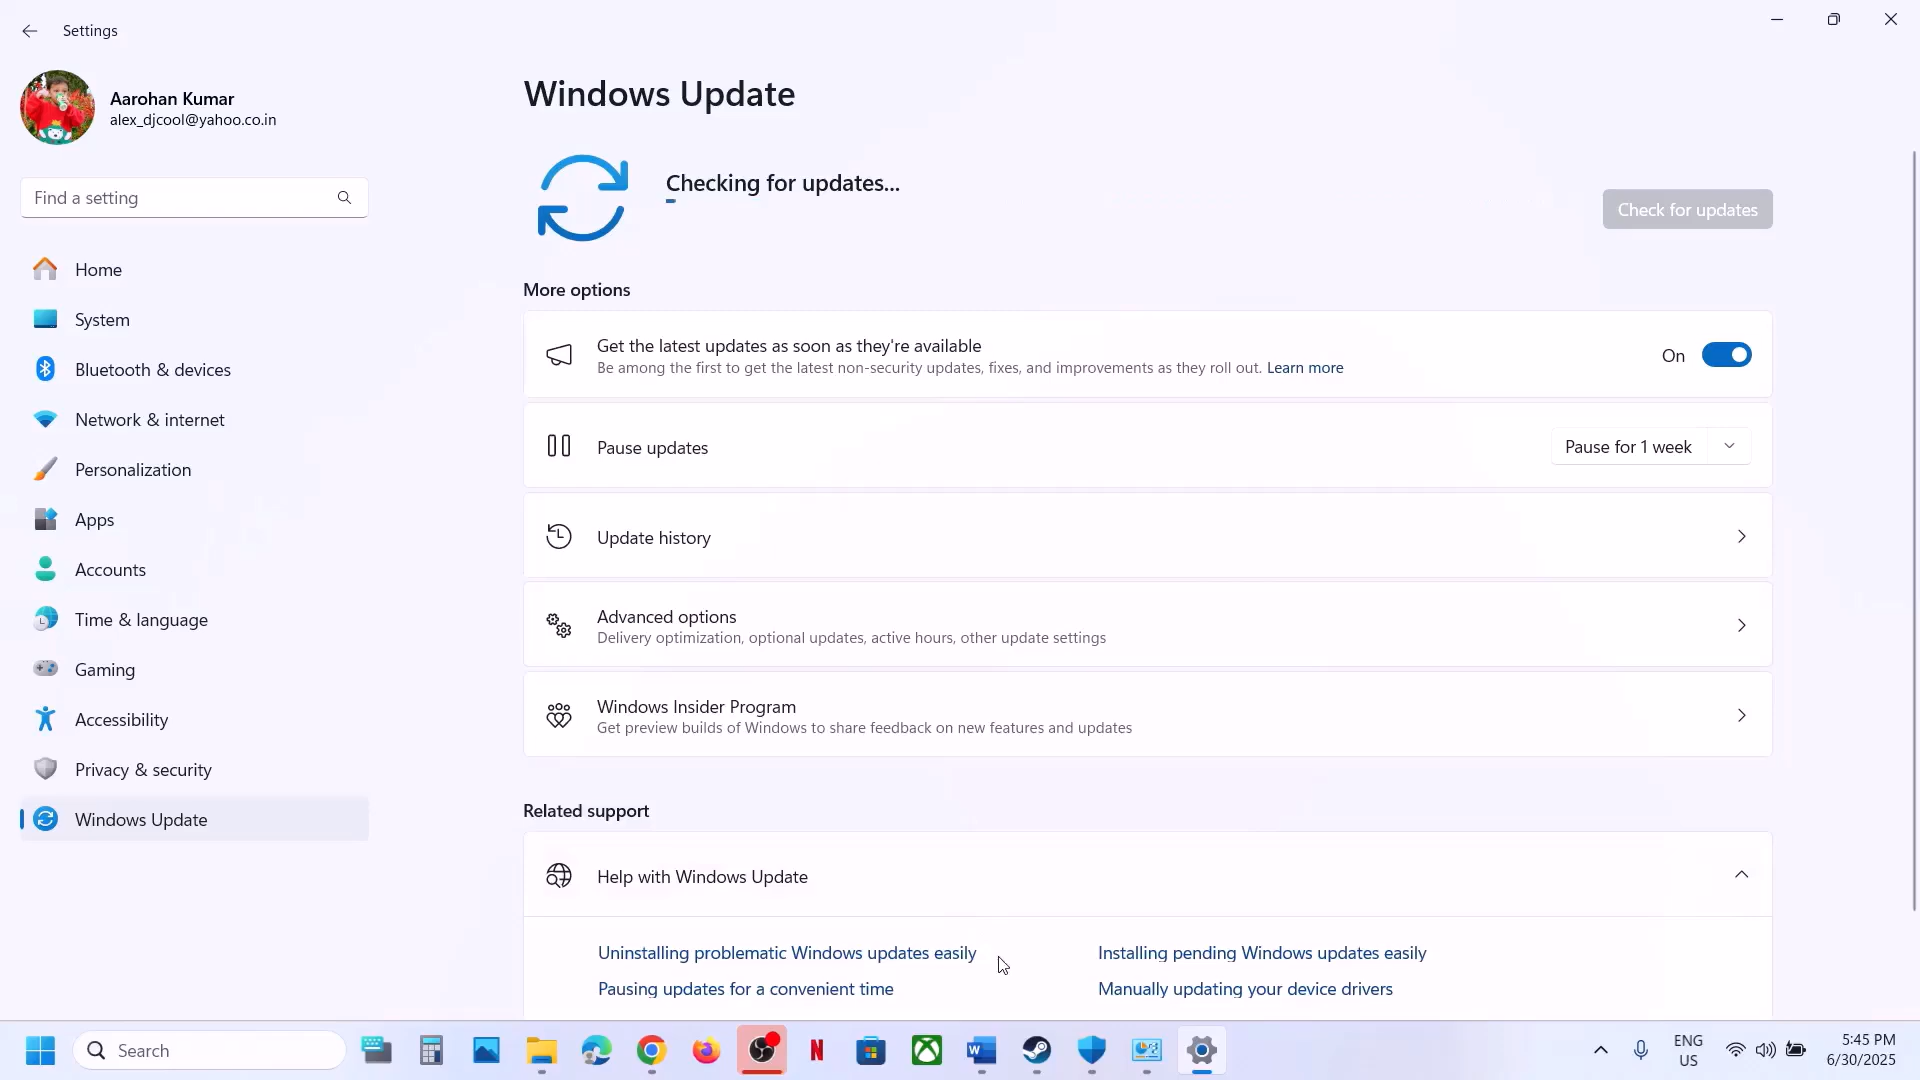 Settings
Aarohan Kumar
alex_djcool@yahoo.co.in
Find a setting
Home
System
Bluetooth & devices
Network & internet
Personalization
Apps
Accounts
Time & language
Gaming
Accessibility
Privacy & security
Windows Update
Windows Update
Checking for updates...
Check for updates
More options
Get the latest updates as soon as they're available
Be among the first to get the latest non-security updates, fixes, and improvements as they roll out. Learn more
On
Pause updates
Pause for 1 week
Update history
Advanced options
Delivery optimization, optional updates, active hours, other update settings
Windows Insider Program
Get preview builds of Windows to share feedback on new features and updates
Related support
Help with Windows Update
Uninstalling problematic Windows updates easily
Installing pending Windows updates easily
Pausing updates for a convenient time
Manually updating your device drivers
Search
ENG
US
5:45 PM
6/30/2025